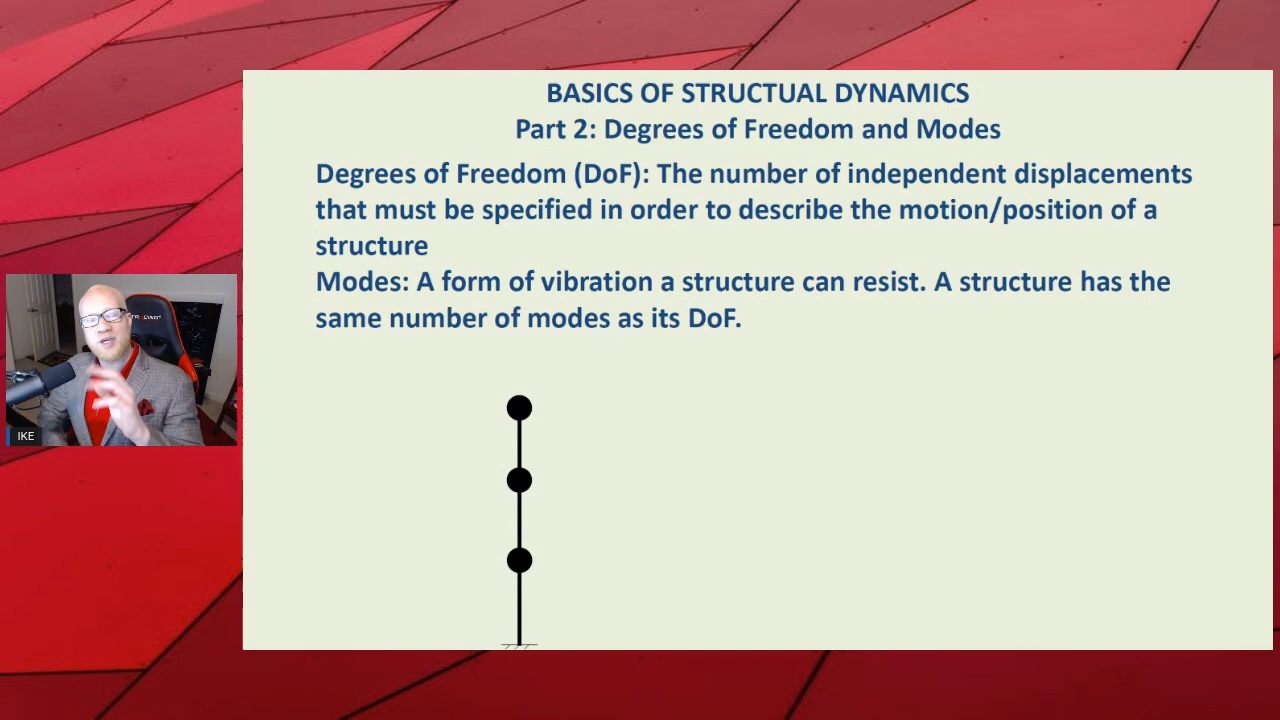 BASICS OF STRUCTUAL DYNAMICS
Part 2: Degrees of Freedom and Modes
Degrees of Freedom (DoF): The number of independent displacements
that must be specified in order to describe the motion/position of a
structure
Modes: A form of vibration a structure can resist. A structure has the
same number of modes as its DoF.
IKE